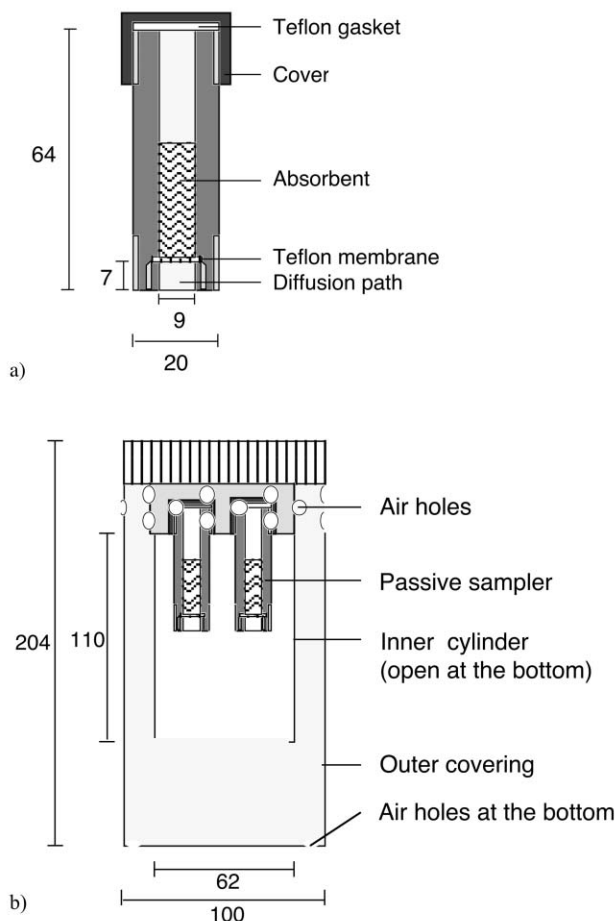 Teflon gasket
Cover
64
Absorbent
Teflon membrane
7
Diffusion path
9
20
a)
Air holes
Passive sampler
204
110
Inner cylinder
(open at the bottom)
Outer covering
Air holes at the bottom
62
b)
100